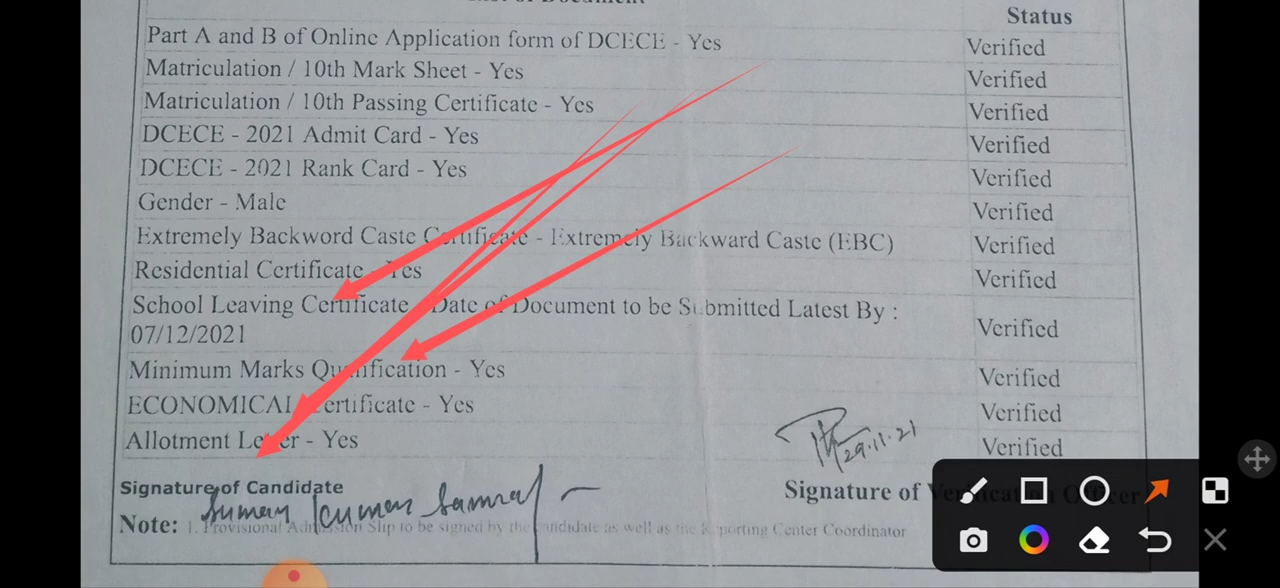 Status
Part A and B of Online Application form of DCECE - Yes Verified
Matriculation / 10th Mark Sheet - Yes Verified
Matriculation / 10th Passing Certificate - Yes Verified
DCECE - 2021 Admit Card - Yes Verified
DCECE - 2021 Rank Card - Yes Verified
Gender - Male Verified
Extremely Backword Caste Certificate - Extremely Backward Caste (EBC) Verified
Residential Certificate - Yes Verified
School Leaving Certificate - Date of Document to be Submitted Latest By :
07/12/2021 Verified
Minimum Marks Qualification - Yes Verified
ECONOMICAL Certificate - Yes Verified
Allotment Letter - Yes Verified
29.11.21
Signature of Candidate Signature of Verification Officer
Suman Kumar
Note: 1. Provisional Admission Slip to be signed by the candidate as well as the Reporting Center Coordinator